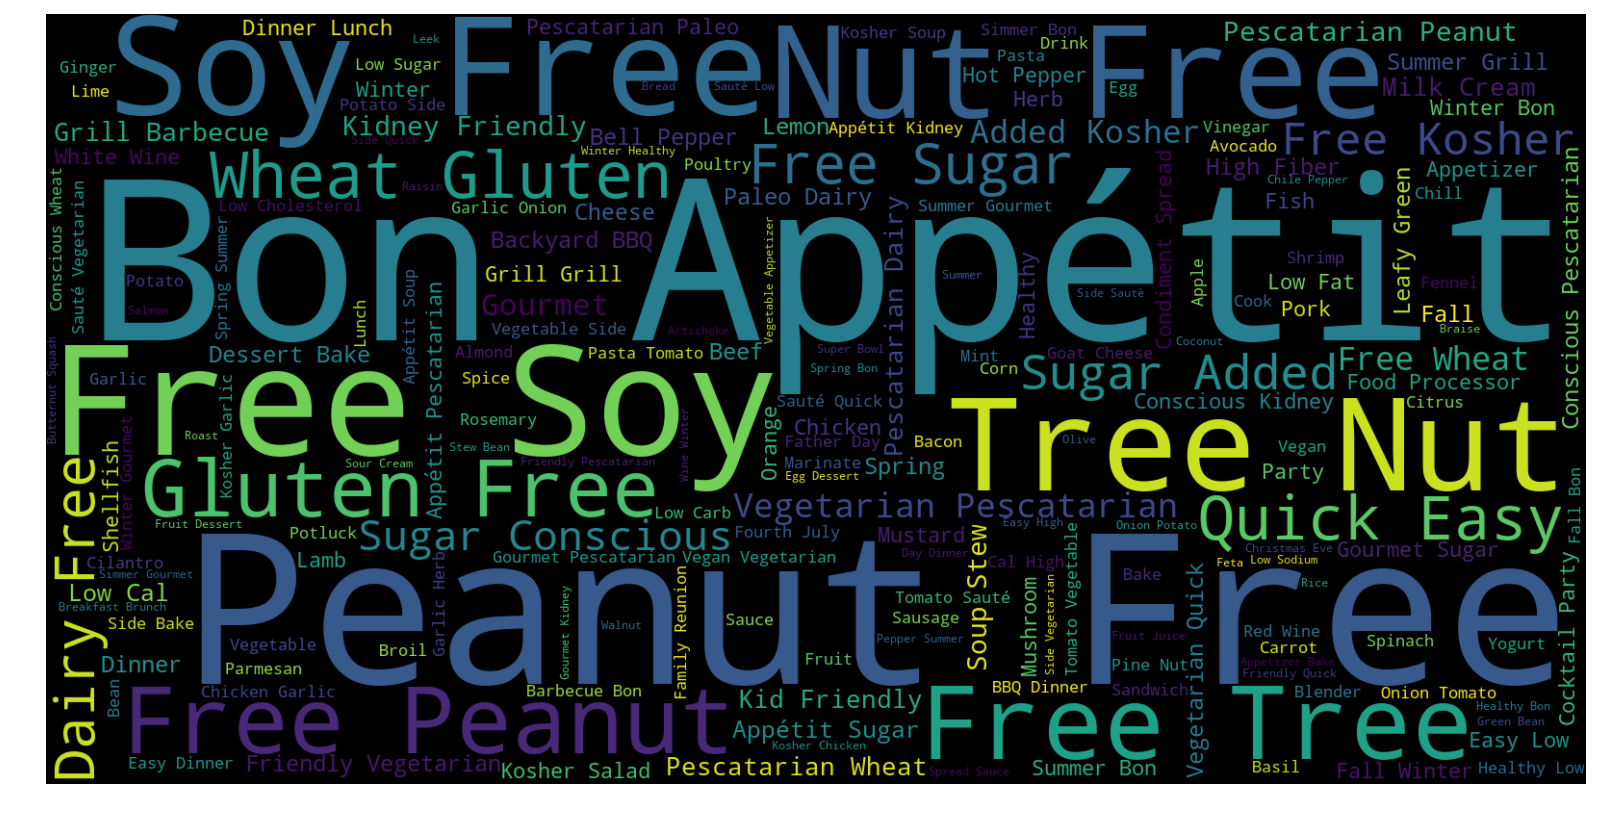 Soy Free
Nut Free
Dinner Lunch
Leek
Pescatarian Paleo
Kosher Soup
Simmer Bon
Drink
Pasta
Pescatarian Peanut
Ginger
Low Sugar
Lime
Winter
Bread
Sauté Low
Hot Pepper
Egg
Summer Grill
Milk Cream
Potato Side
Herb
Winter Bon
Grill Barbecue
Kidney Friendly
Side Quick
Bell Pepper
Lemon
Appétit Kidney
Added Kosher
Vinegar
Avocado
Free Kosher
White Wine
Winter Healthy
Wheat Gluten
Raisin
Poultry
Free Sugar
High Fiber
Chile Pepper
Appetizer
Chill
Low Cholesterol
Garlic Onion
Cheese
Paleo Dairy
Summer Gourmet
Fish
Conscious Wheat
Sauté Vegetarian
Bon Appétit
Spring Summer
Backyard BBQ
Grill Grill
Gourmet
Vegetable Side
Potato
Salmon
Lunch
Appétit Soup
Appétit Pescatarian
Artichoke
Vegetable Appetizer
Pescatarian Dairy
Summer
Healthy
Side Sauté
Condiment Spread
Apple
Shrimp
Low Fat
Cook
Pork
Leafy Green
Fennel
Fall
Braise
Conscious Pescatarian
Coconut
Butternut Squash
Free Soy
Dessert Bake
Garlic
Kosher Garlic
Almond
Spice
Pasta Tomato
Beef
Super Bowl
Spring Bon
Mint
Corn
Goat Cheese
Sugar Added
Free Wheat
Food Processor
Rosemary
Sauté Quick
Conscious Kidney
Citrus
Tree Nut
Roast
Stew Bean
Wine Winter
Orange
Chicken
Father Day
Bacon
Olive
Vegan
Marinate
Spring
Party
Egg Dessert
Sour Cream
Friendly Pescatarian
Dairy Free
Shellfish
Winter Gourmet
Gluten Free
Low Carb
Vegetarian Pescatarian
Quick Easy
Fall Bon
Fruit Dessert
Potluck
Sugar Conscious
Fourth July
Mustard
Easy High
Onion Potato
Day Dinner
Soup Stew
Christmas Eve
Gourmet Sugar
Cilantro
Simmer Gourmet
Lamb
Garlic Herb
Gourmet Pescatarian
Vegan Vegetarian
Cal High
Bake
Feta
Low Sodium
Low Cal
Rice
Breakfast Brunch
Side Bake
Peanut Free
Gourmet Kidney
Walnut
Family Reunion
Sauce
Tomato Sauté
Sausage
Mushroom
Side Vegetarian
Tomato Vegetable
Fruit Juice
Vegetarian Quick
Red Wine
Carrot
Spinach
Yogurt
Cocktail Party
Vegetable
Broil
Pepper Summer
Dinner
Parmesan
Fruit
Pine Nut
Appetizer Bake
Friendly Quick
Bean
Chicken Garlic
Barbecue Bon
Kid Friendly
BBQ Dinner
Sandwich
Blender
Onion Tomato
Free Peanut
Appétit Sugar
Free Tree
Healthy Bon
Green Bean
Kosher Chicken
Easy Low
Easy Dinner
Friendly Vegetarian
Kosher Salad
Pescatarian Wheat
Spread Sauce
Summer Bon
Basil
Fall Winter
Healthy Low